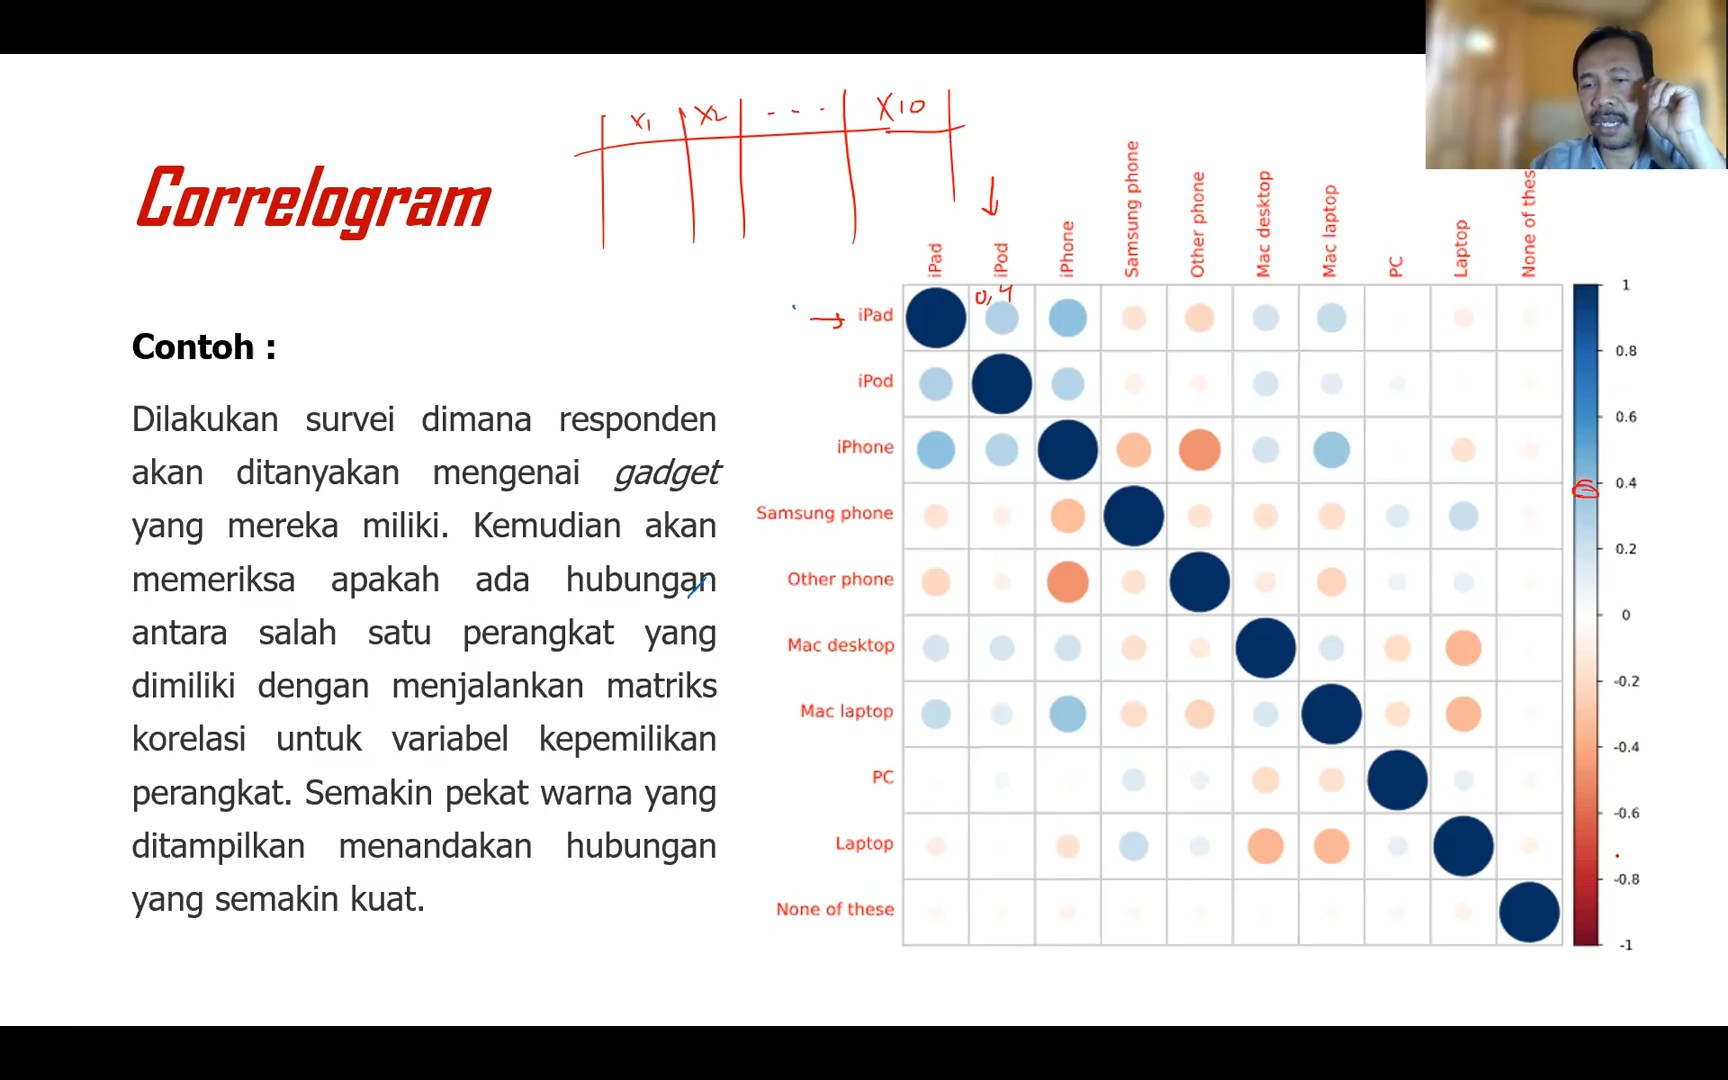 x1 x2 - - - x10
Correlogram
Contoh :
Dilakukan survei dimana responden
akan ditanyakan mengenai gadget
yang mereka miliki. Kemudian akan
memeriksa apakah ada hubungan
antara salah satu perangkat yang
dimiliki dengan menjalankan matriks
korelasi untuk variabel kepemilikan
perangkat. Semakin pekat warna yang
ditampilkan menandakan hubungan
yang semakin kuat.
iPad
iPod
iPhone
Samsung phone
Other phone
Mac desktop
Mac laptop
PC
Laptop
None of thes
0,4
iPad
iPod
iPhone
Samsung phone
Other phone
Mac desktop
Mac laptop
PC
Laptop
None of these
1
0.8
0.6
0.4
0.2
0
-0.2
-0.4
-0.6
-0.8
-1